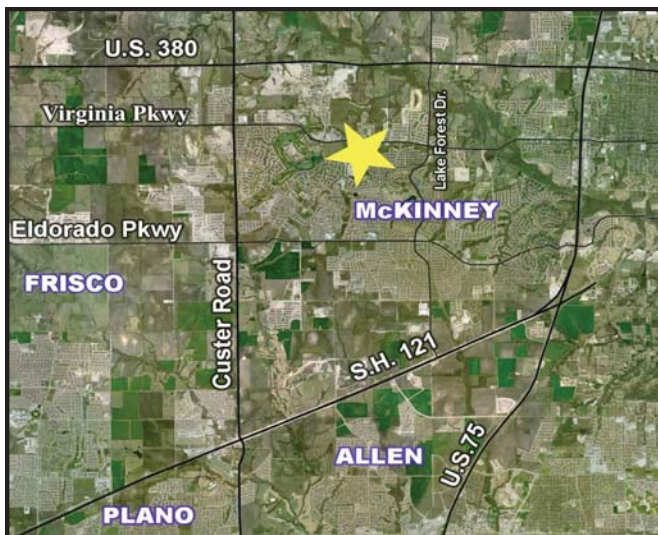 U.S. 380
Virginia Pkwy
Lake Forest Dr.
McKINNEY
Eldorado Pkwy
FRISCO
Custer Road
S.H. 121
ALLEN
U.S.75
PLANO